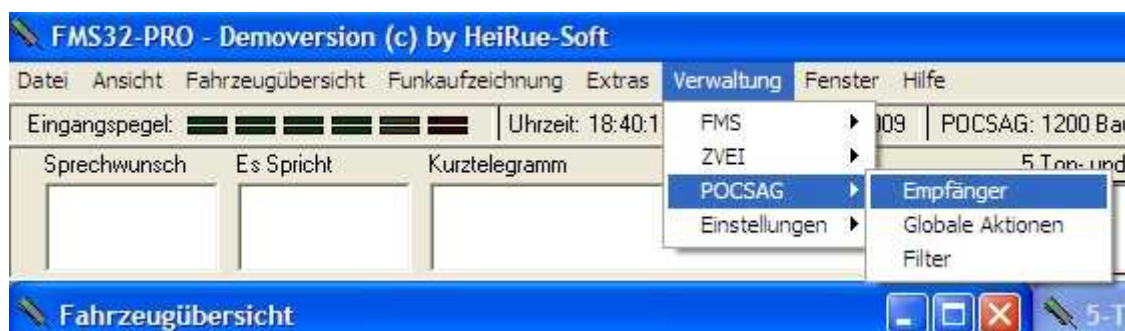 FMS32-PRO - Demoversion (c) by HeiRue-Soft
Datei Ansicht Fahrzeugübersicht Funkaufzeichnung Extras Verwaltung Fenster Hilfe
Eingangspegel: Uhrzeit: 18:40:1 009 POCSAG: 1200 Bau
Sprechwunsch Es Spricht Kurztelegramm 5 Ton- und
FMS
ZVEI
POCSAG
Einstellungen
Empfänger
Globale Aktionen
Filter
Fahrzeugübersicht 5-T